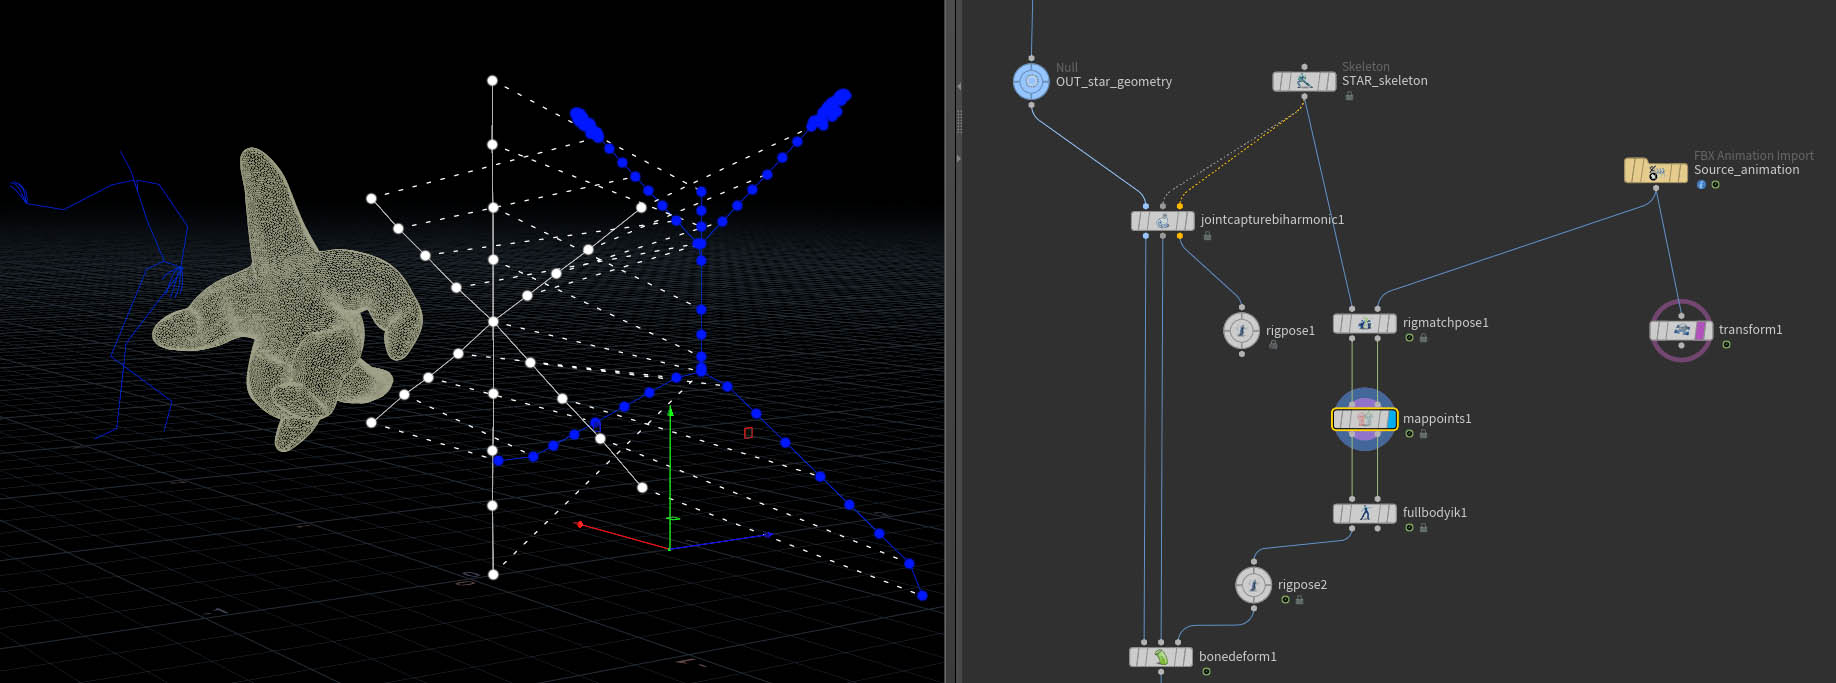 Null
OUT_star_geometry
Skeleton
STAR_skeleton
FBX Animation Import
Source_animation
jointcapturebiharmonic1
rigpose1
rigmatchpose1
transform1
mappoints1
fullbodyik1
rigpose2
bonedeform1